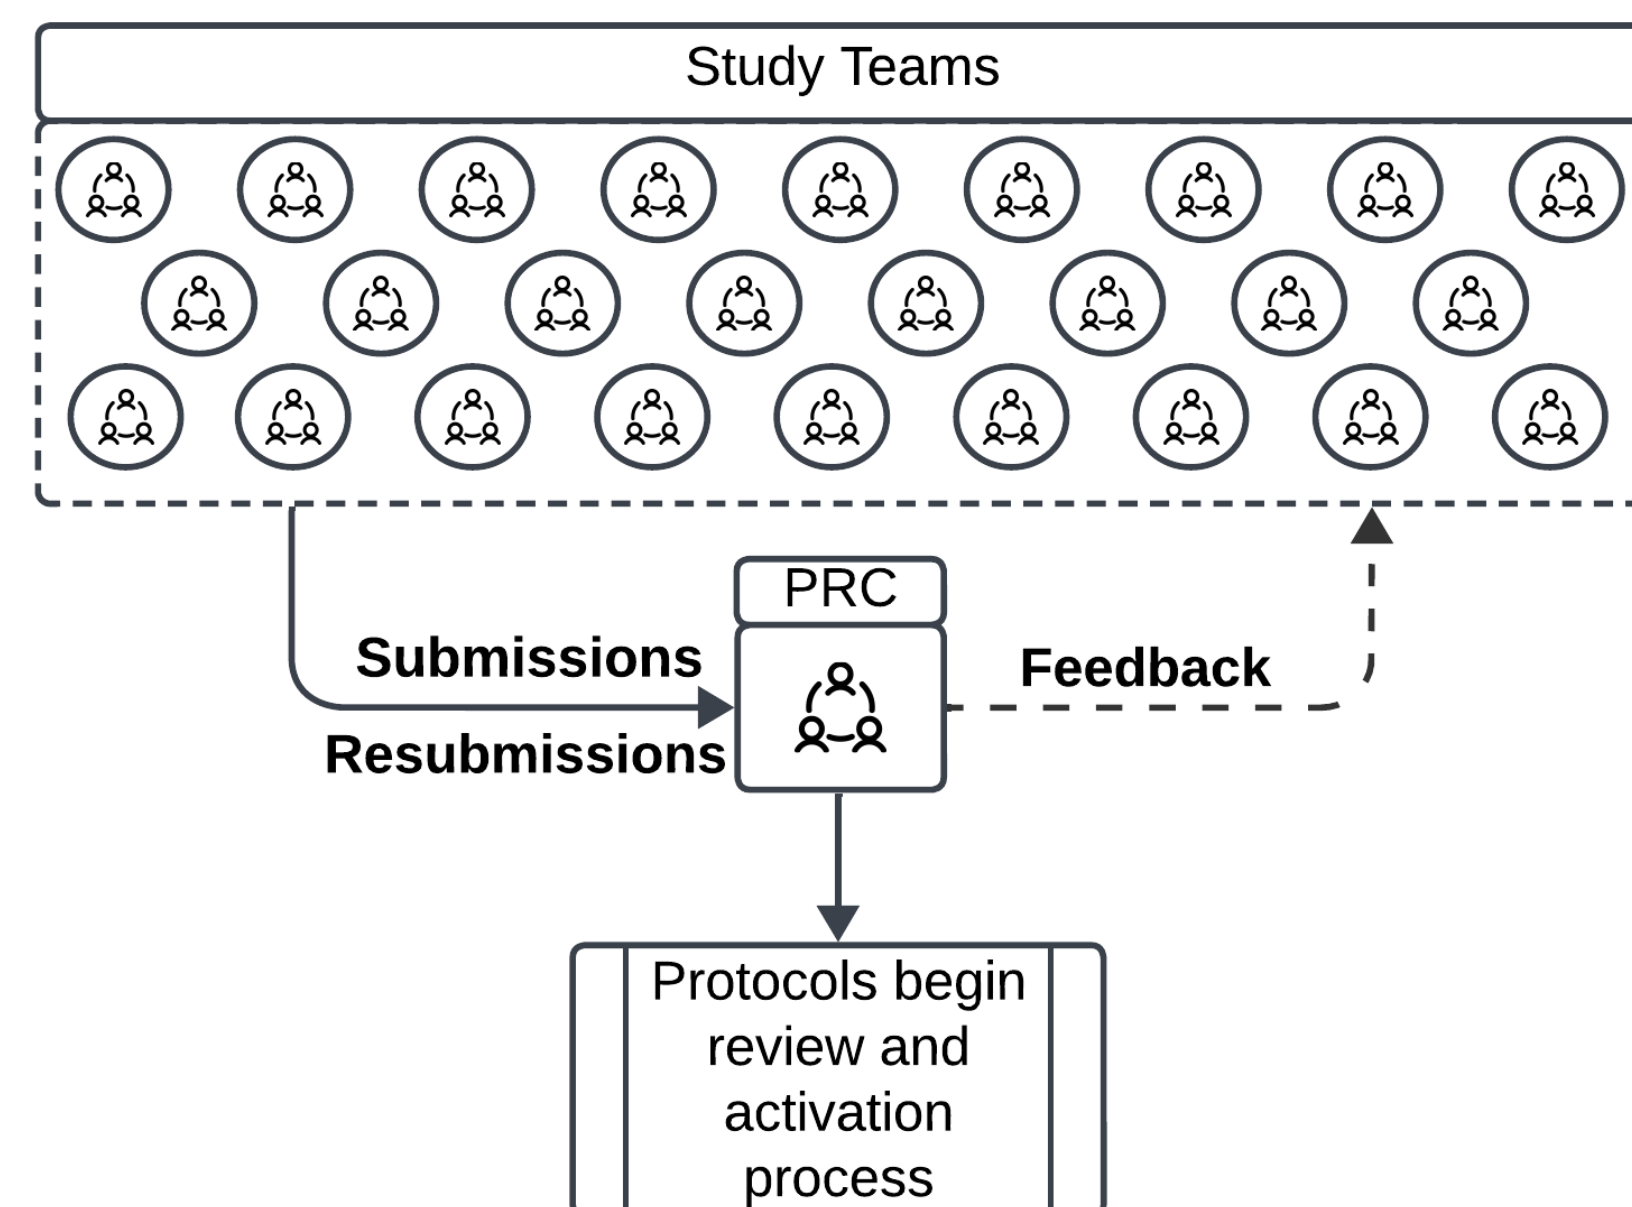 Study Teams
PRC
Submissions
Feedback
Resubmissions
Protocols begin
review and
activation
process